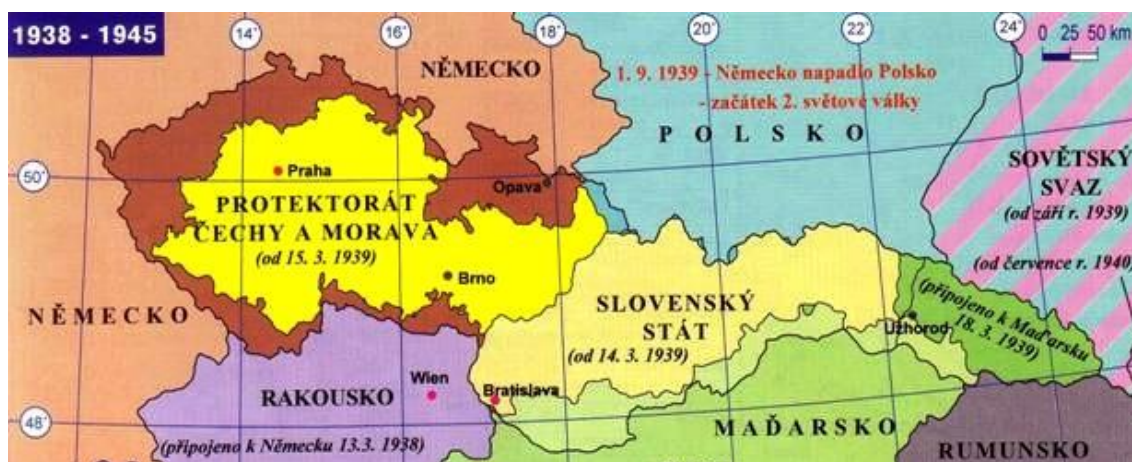 1938 - 1945
14°
16°
18°
20°
22°
24°
0 25 50 km
NĚMECKO
1. 9. 1939 - Německo napadlo Polsko
- začátek 2. světové války
POLSKO
SOVĚTSKÝ
SVAZ
(od září r. 1939)
(od července r. 1940)
50°
Praha
Opava
PROTEKTORÁT
ČECHY A MORAVA
(od 15. 3. 1939)
Brno
NĚMECKO
SLOVENSKÝ
STÁT
(od 14. 3. 1939)
Užhorod
(připojeno k Maďarsku
18. 3. 1939)
Wien
Bratislava
RAKOUSKO
48°
(připojeno k Německu 13.3. 1938)
MAĎARSKO
RUMUNSKO